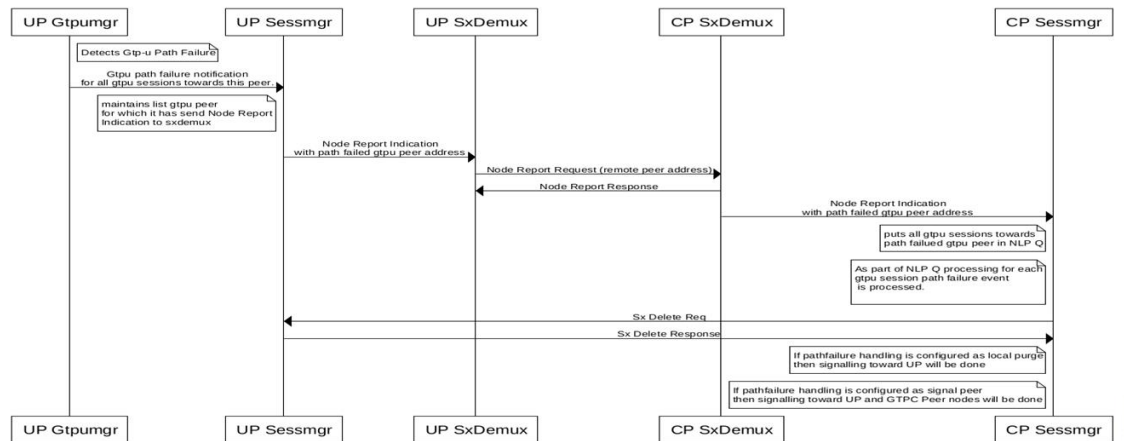 UP Gtpumgr
UP Sessmgr
UP SxDemux
CP SxDemux
CP Sessmgr
Detects Gtp-u Path Failure
Gtpu path failure notification
for all gtpu sessions towards this peer.
maintains list gtpu peer
for which it has send Node Report
Indication to sxdemux
Node Report Indication
with path failed gtpu peer address
Node Report Request (remote peer address)
Node Report Response
Node Report Indication
with path failed gtpu peer address
puts all gtpu sessions towards
path failued gtpu peer in NLP Q
As part of NLP Q processing for each
gtpu session path failure event
is processed.
Sx Delete Req
Sx Delete Response
If pathfailure handling is configured as local purge
then signalling toward UP will be done
If pathfailure handling is configured as signal peer
then signalling toward UP and GTPC Peer nodes will be done
UP Gtpumgr
UP Sessmgr
UP SxDemux
CP SxDemux
CP Sessmgr